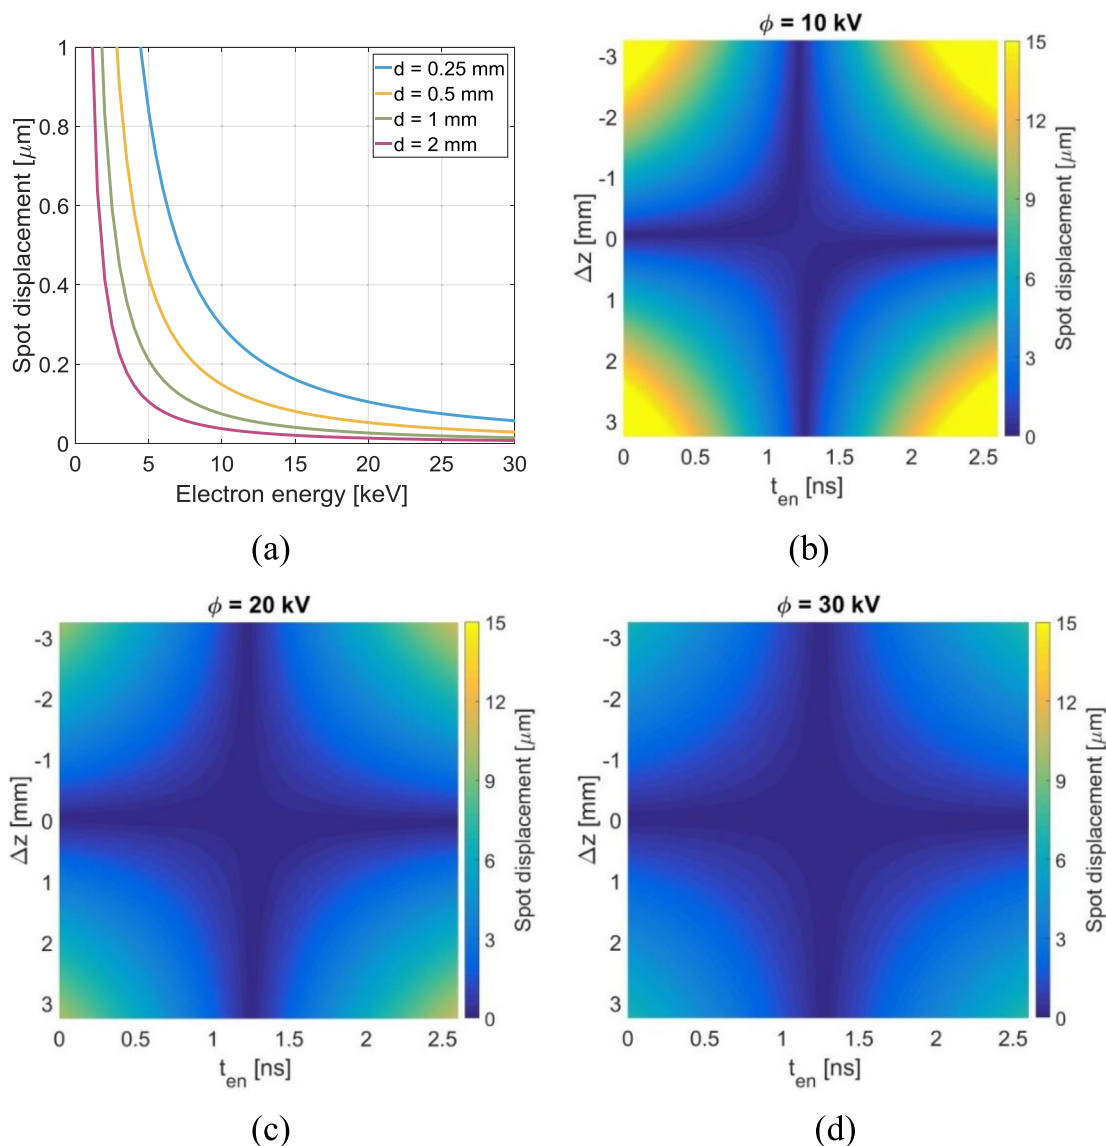 1
0.8
0.6
0.4
0.2
0
Spot displacement [μm]
0 5 10 15 20 25 30
Electron energy [keV]
d = 0.25 mm
d = 0.5 mm
d = 1 mm
d = 2 mm
(a)
ϕ = 10 kV
-3
-2
-1
0
1
2
3
Δz [mm]
0 0.5 1 1.5 2 2.5
t_en [ns]
15
12
9
6
3
0
Spot displacement [μm]
(b)
ϕ = 20 kV
-3
-2
-1
0
1
2
3
Δz [mm]
0 0.5 1 1.5 2 2.5
t_en [ns]
15
12
9
6
3
0
Spot displacement [μm]
(c)
ϕ = 30 kV
-3
-2
-1
0
1
2
3
Δz [mm]
0 0.5 1 1.5 2 2.5
t_en [ns]
15
12
9
6
3
0
Spot displacement [μm]
(d)